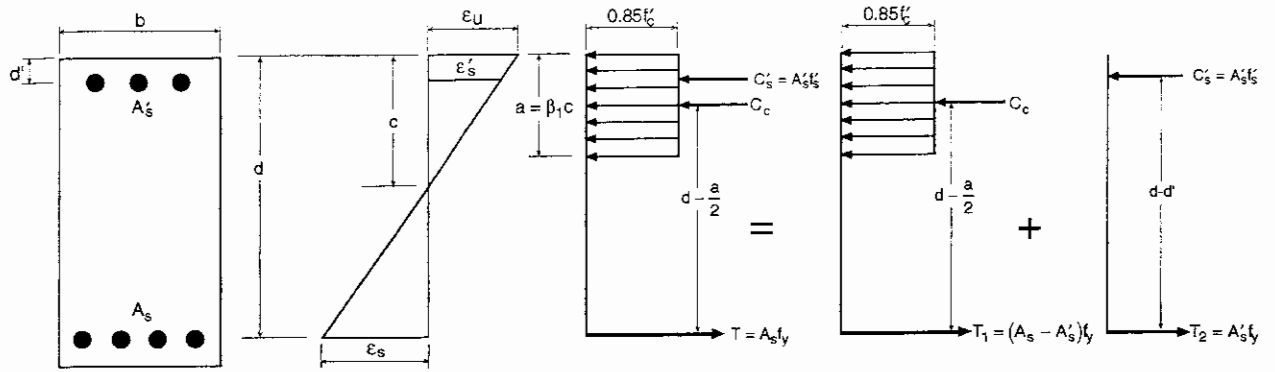 b
d'
A's
d
As
εu
ε's
c
εs
0.85f'c
a = β1c
C's = A'sf's
Cc
d - a/2
T = Asfy
=
0.85f'c
Cc
d - a/2
T1 = (As - A's)fy
+
C's = A'sf's
d-d'
T2 = A'sfy